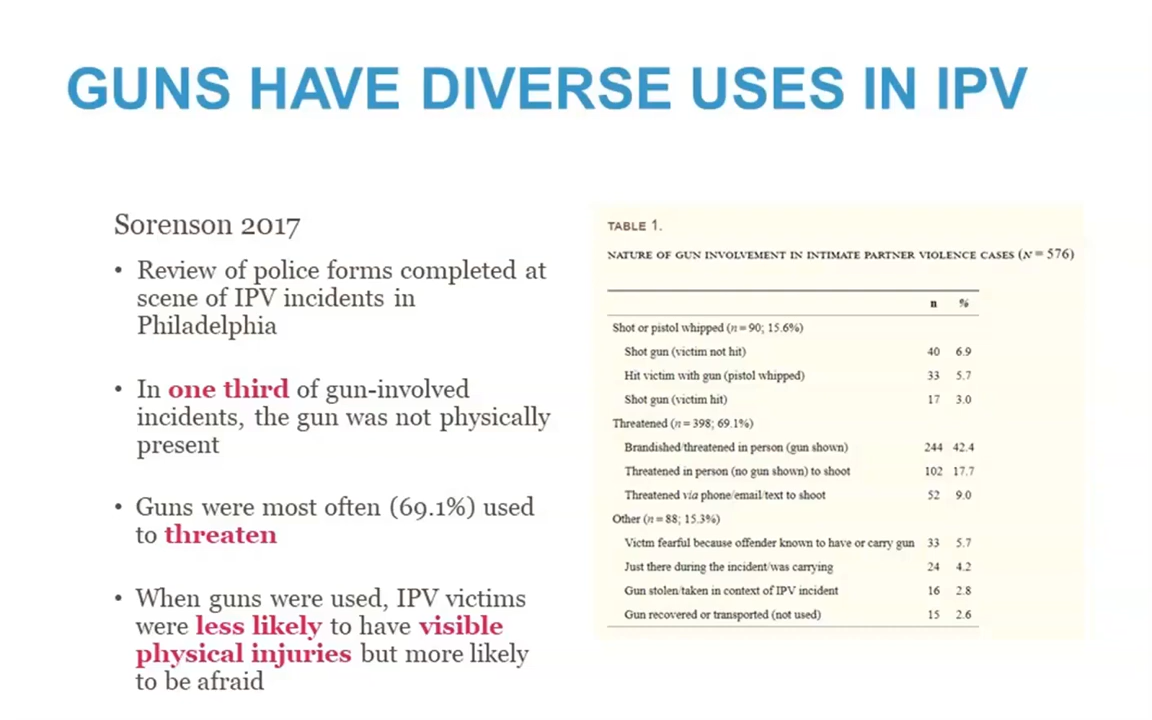 GUNS HAVE DIVERSE USES IN IPV
Sorenson 2017
• Review of police forms completed at
scene of IPV incidents in
Philadelphia
• In one third of gun-involved
incidents, the gun was not physically
present
• Guns were most often (69.1%) used
to threaten
• When guns were used, IPV victims
were less likely to have visible
physical injuries but more likely
to be afraid
TABLE 1.
NATURE OF GUN INVOLVEMENT IN INTIMATE PARTNER VIOLENCE CASES (N = 576)
n %
Shot or pistol whipped (n = 90; 15.6%)
Shot gun (victim not hit) 40 6.9
Hit victim with gun (pistol whipped) 33 5.7
Shot gun (victim hit) 17 3.0
Threatened (n = 398; 69.1%)
Brandished/threatened in person (gun shown) 244 42.4
Threatened in person (no gun shown) to shoot 102 17.7
Threatened via phone/email/text to shoot 52 9.0
Other (n = 88; 15.3%)
Victm fearful because offender known to have or carry gun 33 5.7
Just there during the incident/was carrying 24 4.2
Gun stolen/taken in context of IPV incident 16 2.8
Gun recovered or transported (not used) 15 2.6